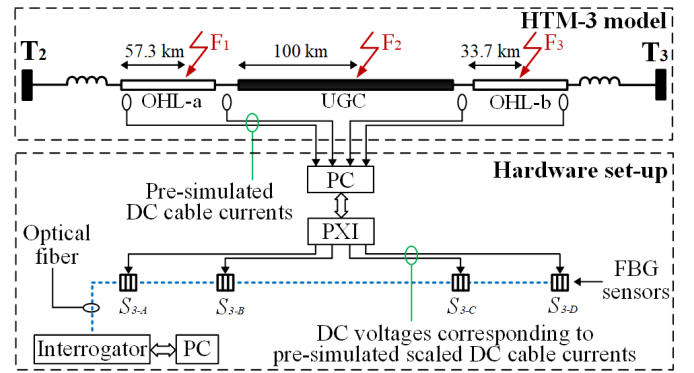 HTM-3 model
T2
T3
57.3 km
F1
100 km
F2
33.7 km
F3
OHL-a
UGC
OHL-b
PC
Hardware set-up
Pre-simulated
DC cable currents
PXI
Optical
fiber
FBG
sensors
S3-A
S3-B
S3-C
S3-D
Interrogator
PC
DC voltages corresponding to
pre-simulated scaled DC cable currents